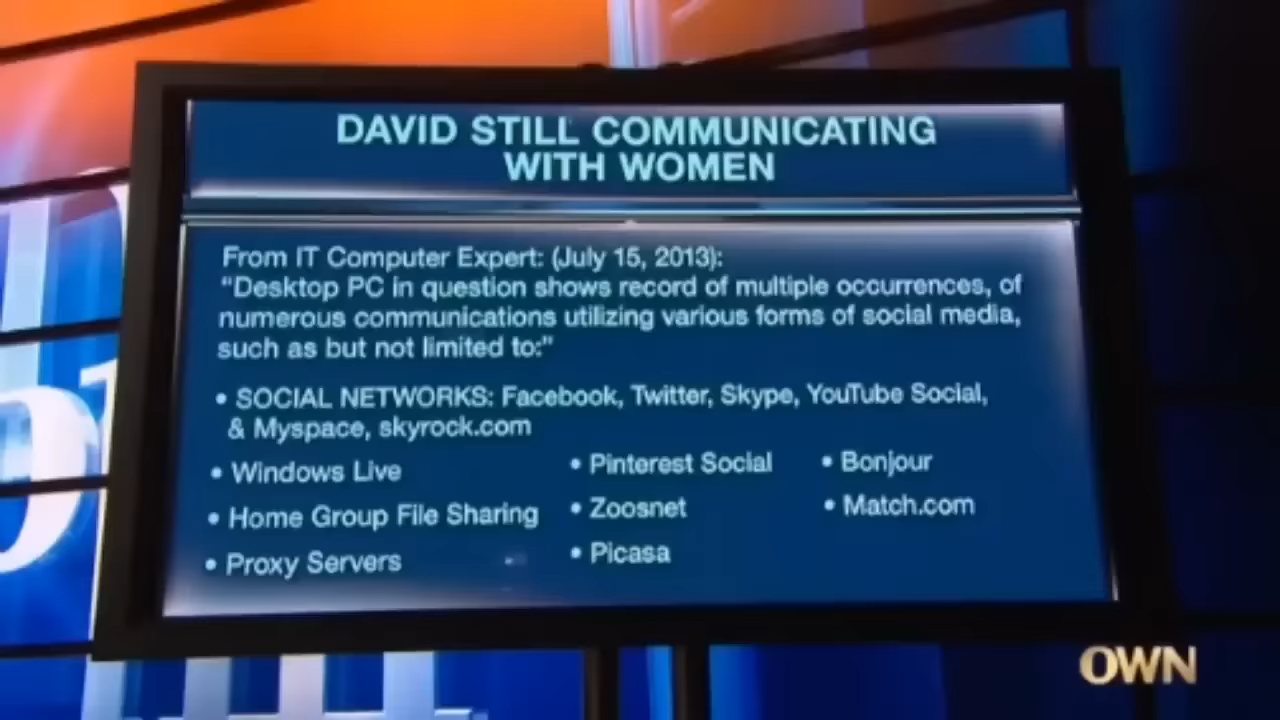 DAVID STILL COMMUNICATING
WITH WOMEN
From IT Computer Expert: (July 15, 2013):
“Desktop PC in question shows record of multiple occurrences, of
numerous communications utilizing various forms of social media,
such as but not limited to:”
• SOCIAL NETWORKS: Facebook, Twitter, Skype, YouTube Social,
& Myspace, skyrock.com
• Windows Live
• Home Group File Sharing
• Proxy Servers
• Pinterest Social
• Zoosnet
• Picasa
• Bonjour
• Match.com
OWN